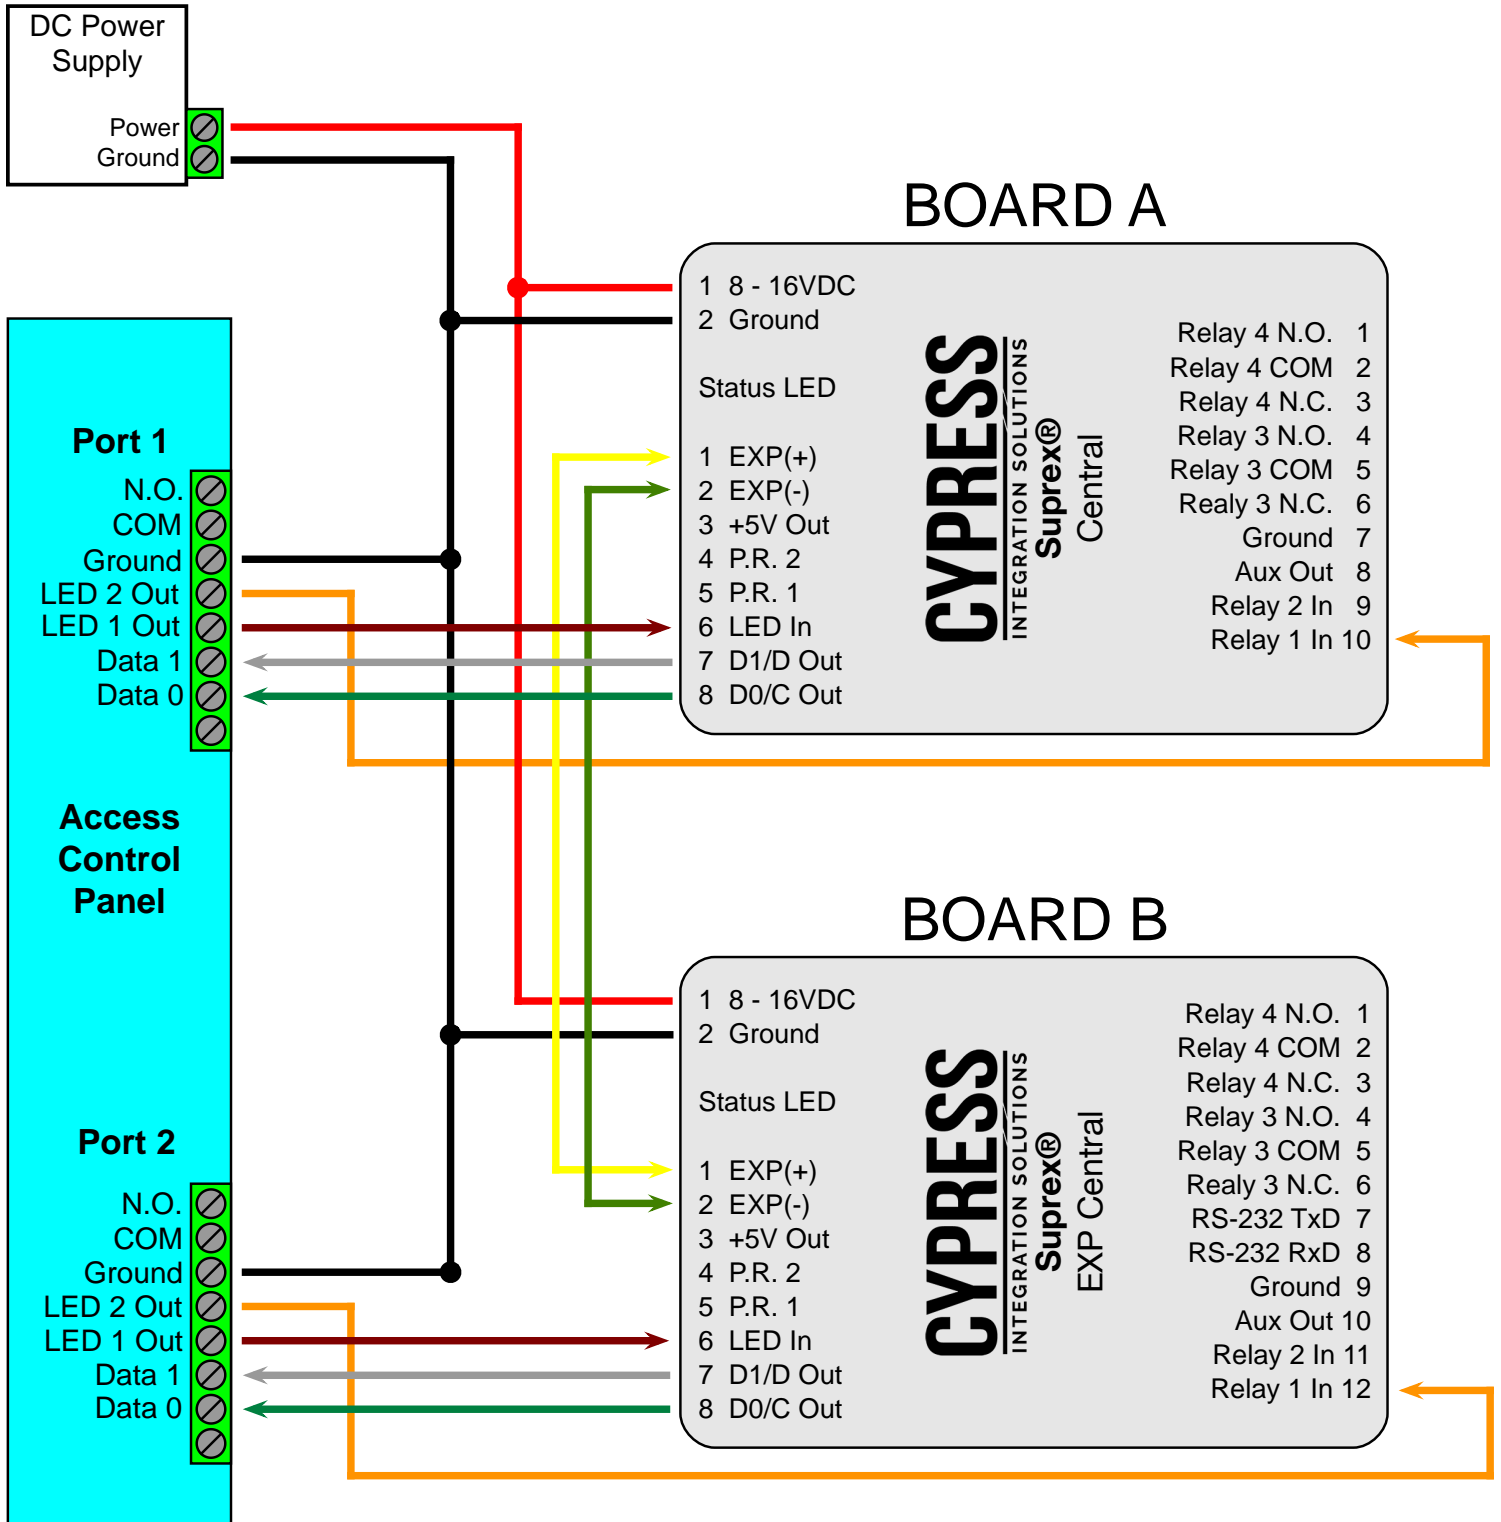 DC Power
Supply
Power
Ground
BOARD A
1 8 - 16VDC
2 Ground
Status LED
1 EXP(+)
2 EXP(-)
3 +5V Out
4 P.R. 2
5 P.R. 1
6 LED In
7 D1/D Out
8 D0/C Out
CYPRESS
INTEGRATION SOLUTIONS
Suprex®
Central
Relay 4 N.O. 1
Relay 4 COM 2
Relay 4 N.C. 3
Relay 3 N.O. 4
Relay 3 COM 5
Realy 3 N.C. 6
Ground 7
Aux Out 8
Relay 2 In 9
Relay 1 In 10
Port 1
N.O.
COM
Ground
LED 2 Out
LED 1 Out
Data 1
Data 0
Access
Control
Panel
BOARD B
1 8 - 16VDC
2 Ground
Status LED
1 EXP(+)
2 EXP(-)
3 +5V Out
4 P.R. 2
5 P.R. 1
6 LED In
7 D1/D Out
8 D0/C Out
CYPRESS
INTEGRATION SOLUTIONS
Suprex®
EXP Central
Relay 4 N.O. 1
Relay 4 COM 2
Relay 4 N.C. 3
Relay 3 N.O. 4
Relay 3 COM 5
Realy 3 N.C. 6
RS-232 TxD 7
RS-232 RxD 8
Ground 9
Aux Out 10
Relay 2 In 11
Relay 1 In 12
Port 2
N.O.
COM
Ground
LED 2 Out
LED 1 Out
Data 1
Data 0